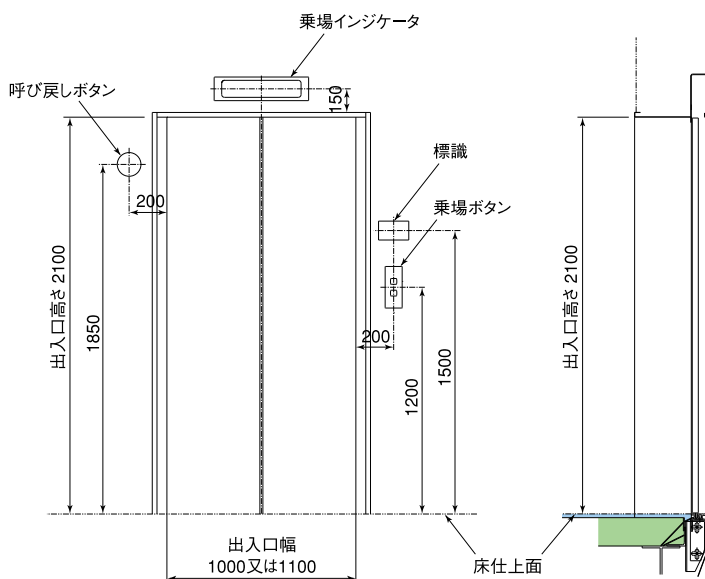 乗場インジケータ
呼び戻しボタン
150
標識
200
乗場ボタン
出入口高さ 2100
1850
200
1200
1500
出入口高さ 2100
出入口幅
1000又は1100
床仕上面